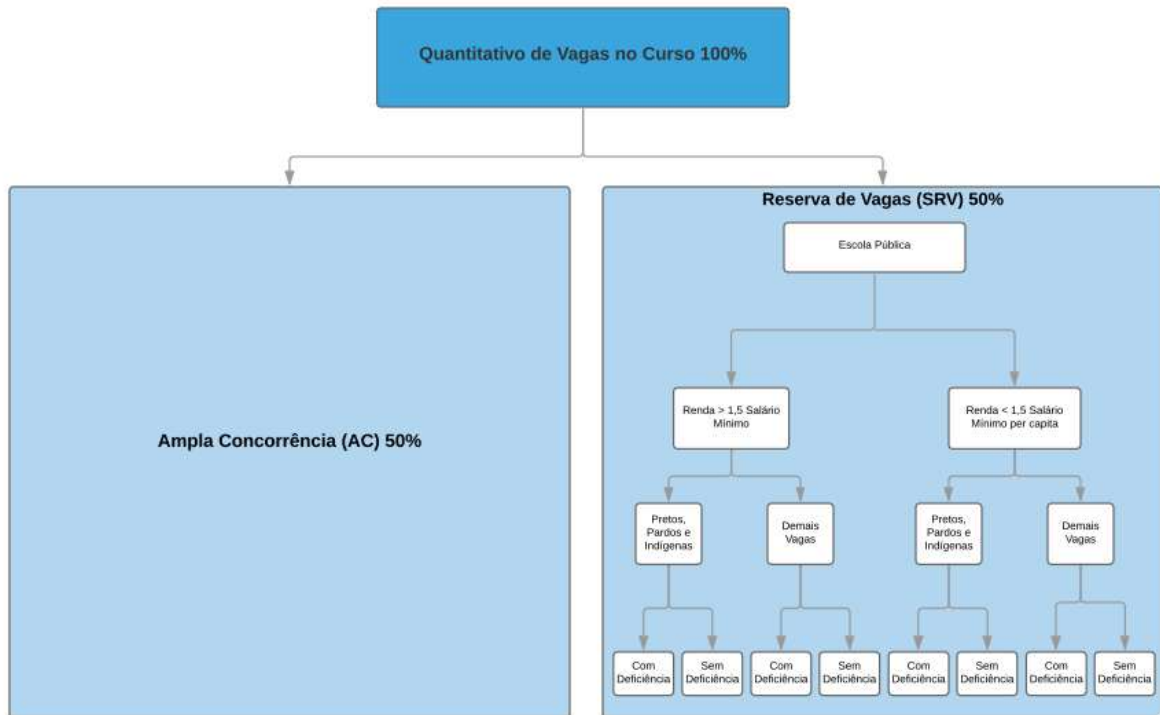 Quantitativo de Vagas no Curso 100%
Ampla Concorrência (AC) 50%
Reserva de Vagas (SRV) 50%
Escola Pública
Renda > 1,5 Salário
Mínimo
Renda < 1,5 Salário
Mínimo per capita
Pretos,
Pardos e
Indígenas
Demais
Vagas
Pretos,
Pardos e
Indígenas
Demais
Vagas
Com
Deficiência
Sem
Deficiência
Com
Deficiência
Sem
Deficiência
Com
Deficiência
Sem
Deficiência
Com
Deficiência
Sem
Deficiência